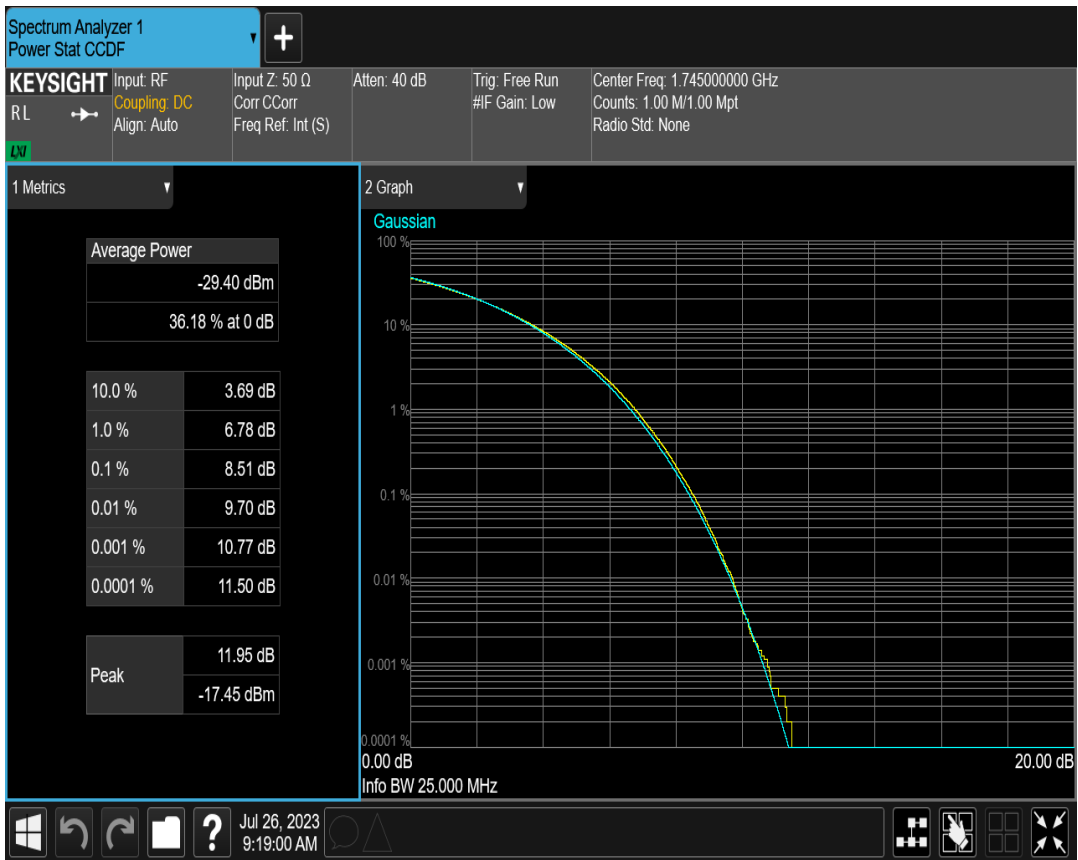 Spectrum Analyzer 1
Power Stat CCDF
KEYSIGHT
RL
LXI
Input: RF
Coupling: DC
Align: Auto
Input Z: 50 Ω
Corr CCorr
Freq Ref: Int (S)
Atten: 40 dB
Trig: Free Run
#IF Gain: Low
Center Freq: 1.745000000 GHz
Counts: 1.00 M/1.00 Mpt
Radio Std: None
1 Metrics
Average Power
-29.40 dBm
36.18 % at 0 dB
10.0 % 3.69 dB
1.0 % 6.78 dB
0.1 % 8.51 dB
0.01 % 9.70 dB
0.001 % 10.77 dB
0.0001 % 11.50 dB
Peak
11.95 dB
-17.45 dBm
2 Graph
Gaussian
100 %
10 %
1 %
0.1 %
0.01 %
0.001 %
0.0001 %
0.00 dB 20.00 dB
Info BW 25.000 MHz
?
Jul 26, 2023
9:19:00 AM